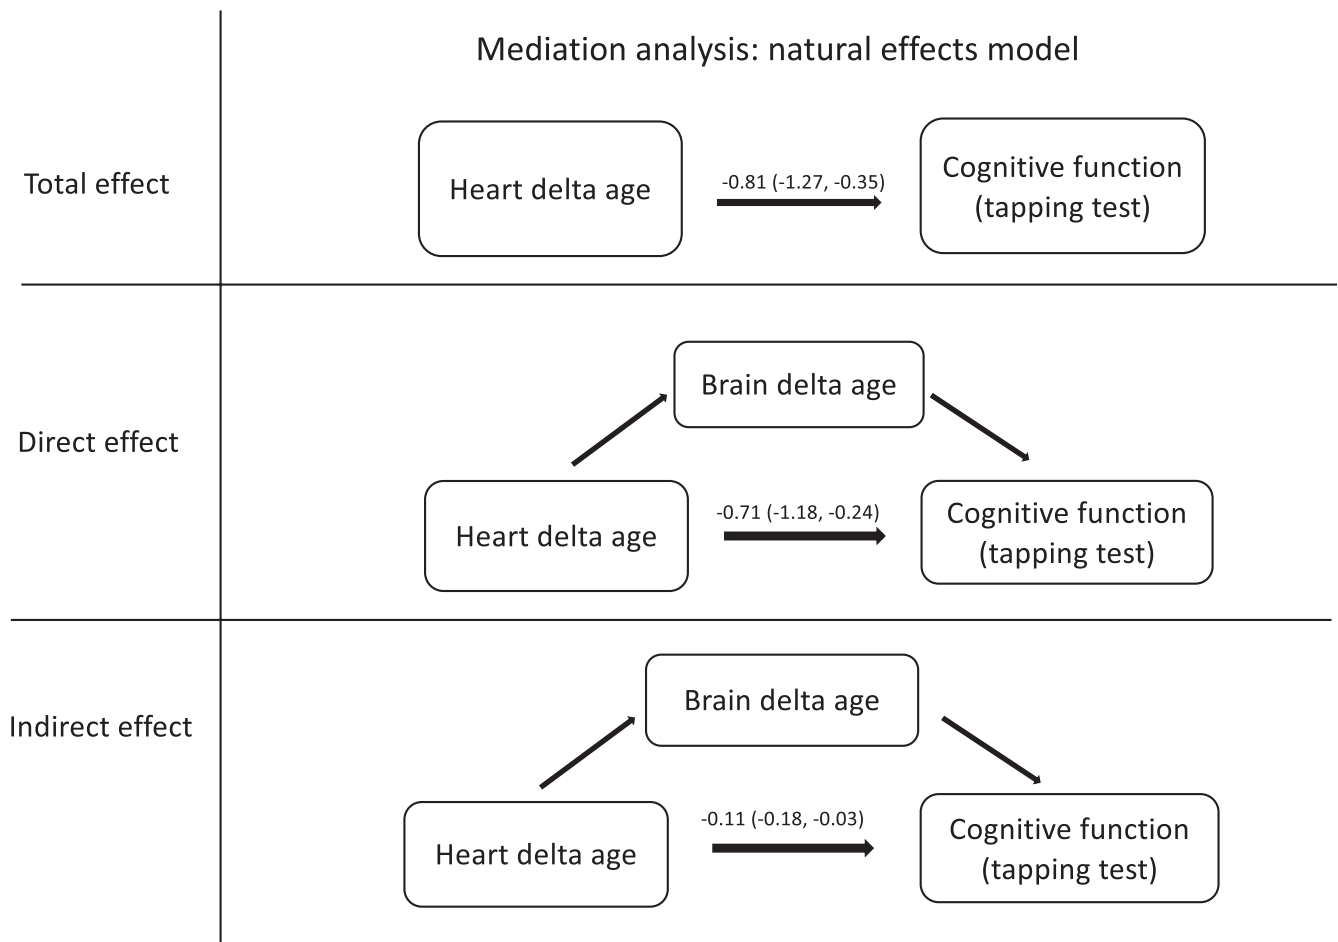 Mediation analysis: natural effects model
Total effect
Heart delta age
-0.81 (-1.27, -0.35)
Cognitive function
(tapping test)
Direct effect
Brain delta age
Heart delta age
-0.71 (-1.18, -0.24)
Cognitive function
(tapping test)
Indirect effect
Brain delta age
Heart delta age
-0.11 (-0.18, -0.03)
Cognitive function
(tapping test)